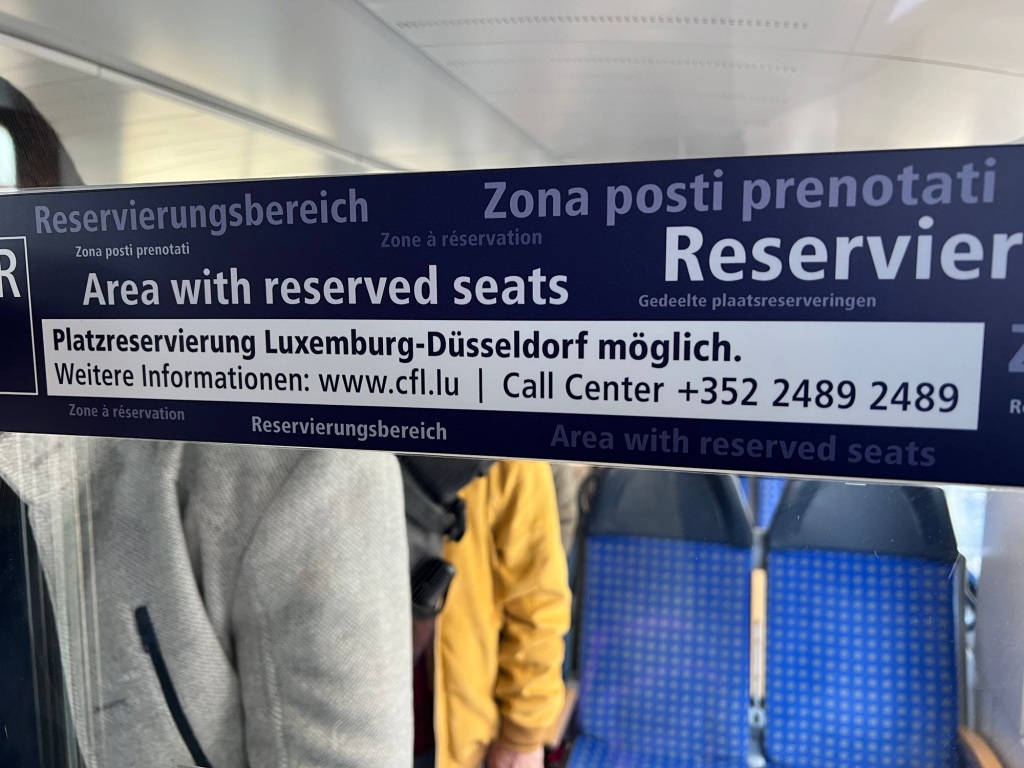 Reservierungsbereich
Zona posti prenotati
Zona posti prenotati
Zone à réservation
Reservier
R
Area with reserved seats
Gedeelte plaatsreserveringen
Platzreservierung Luxemburg-Düsseldorf möglich.
Weitere Informationen: www.cfl.lu | Call Center +352 2489 2489
Zone à réservation
Reservierungsbereich
Area with reserved seats